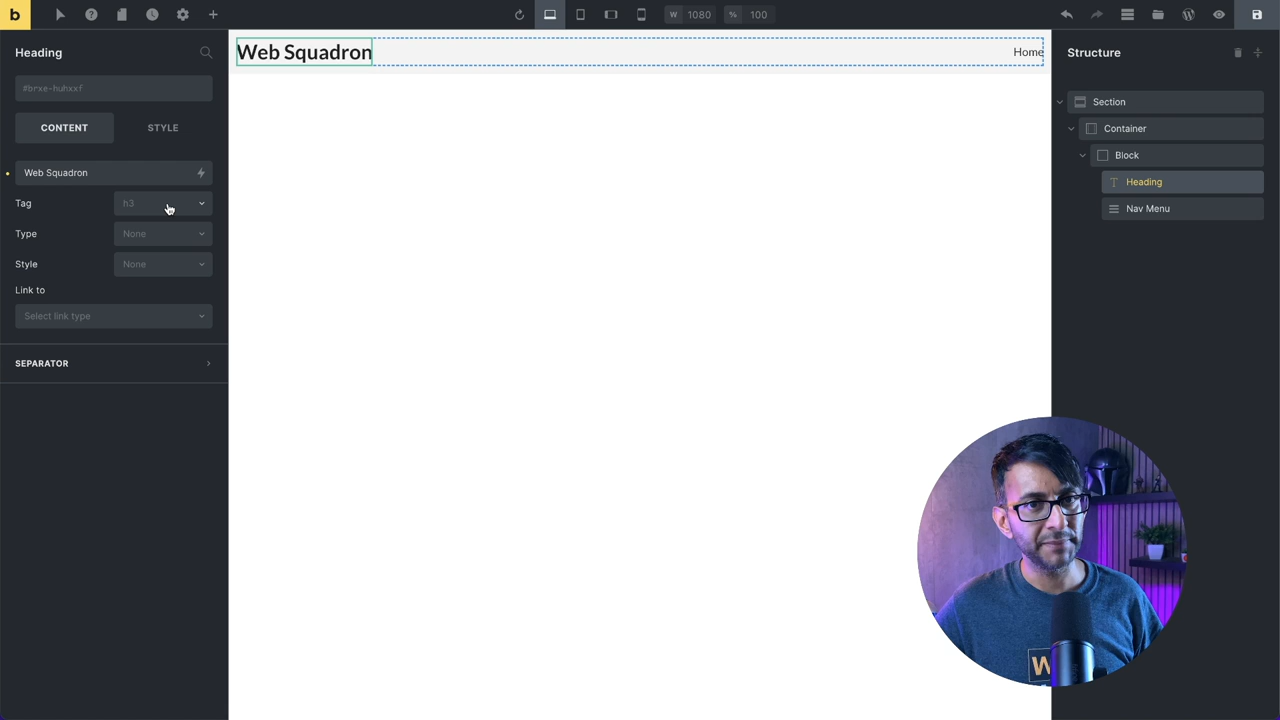 b
W 1080 % 100
Heading
#brxe-huhxxf
CONTENT STYLE
Web Squadron
Tag h3
Type None
Style None
Link to
Select link type
SEPARATOR
Web Squadron
Home
Structure
Section
Container
Block
Heading
Nav Menu
W